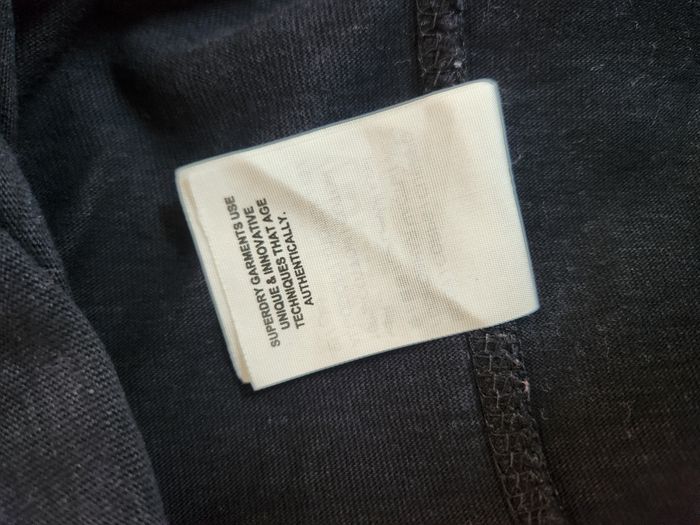 SUPERDRY GARMENTS USE
UNIQUE & INNOVATIVE
TECHNIQUES THAT AGE
AUTHENTICALLY.